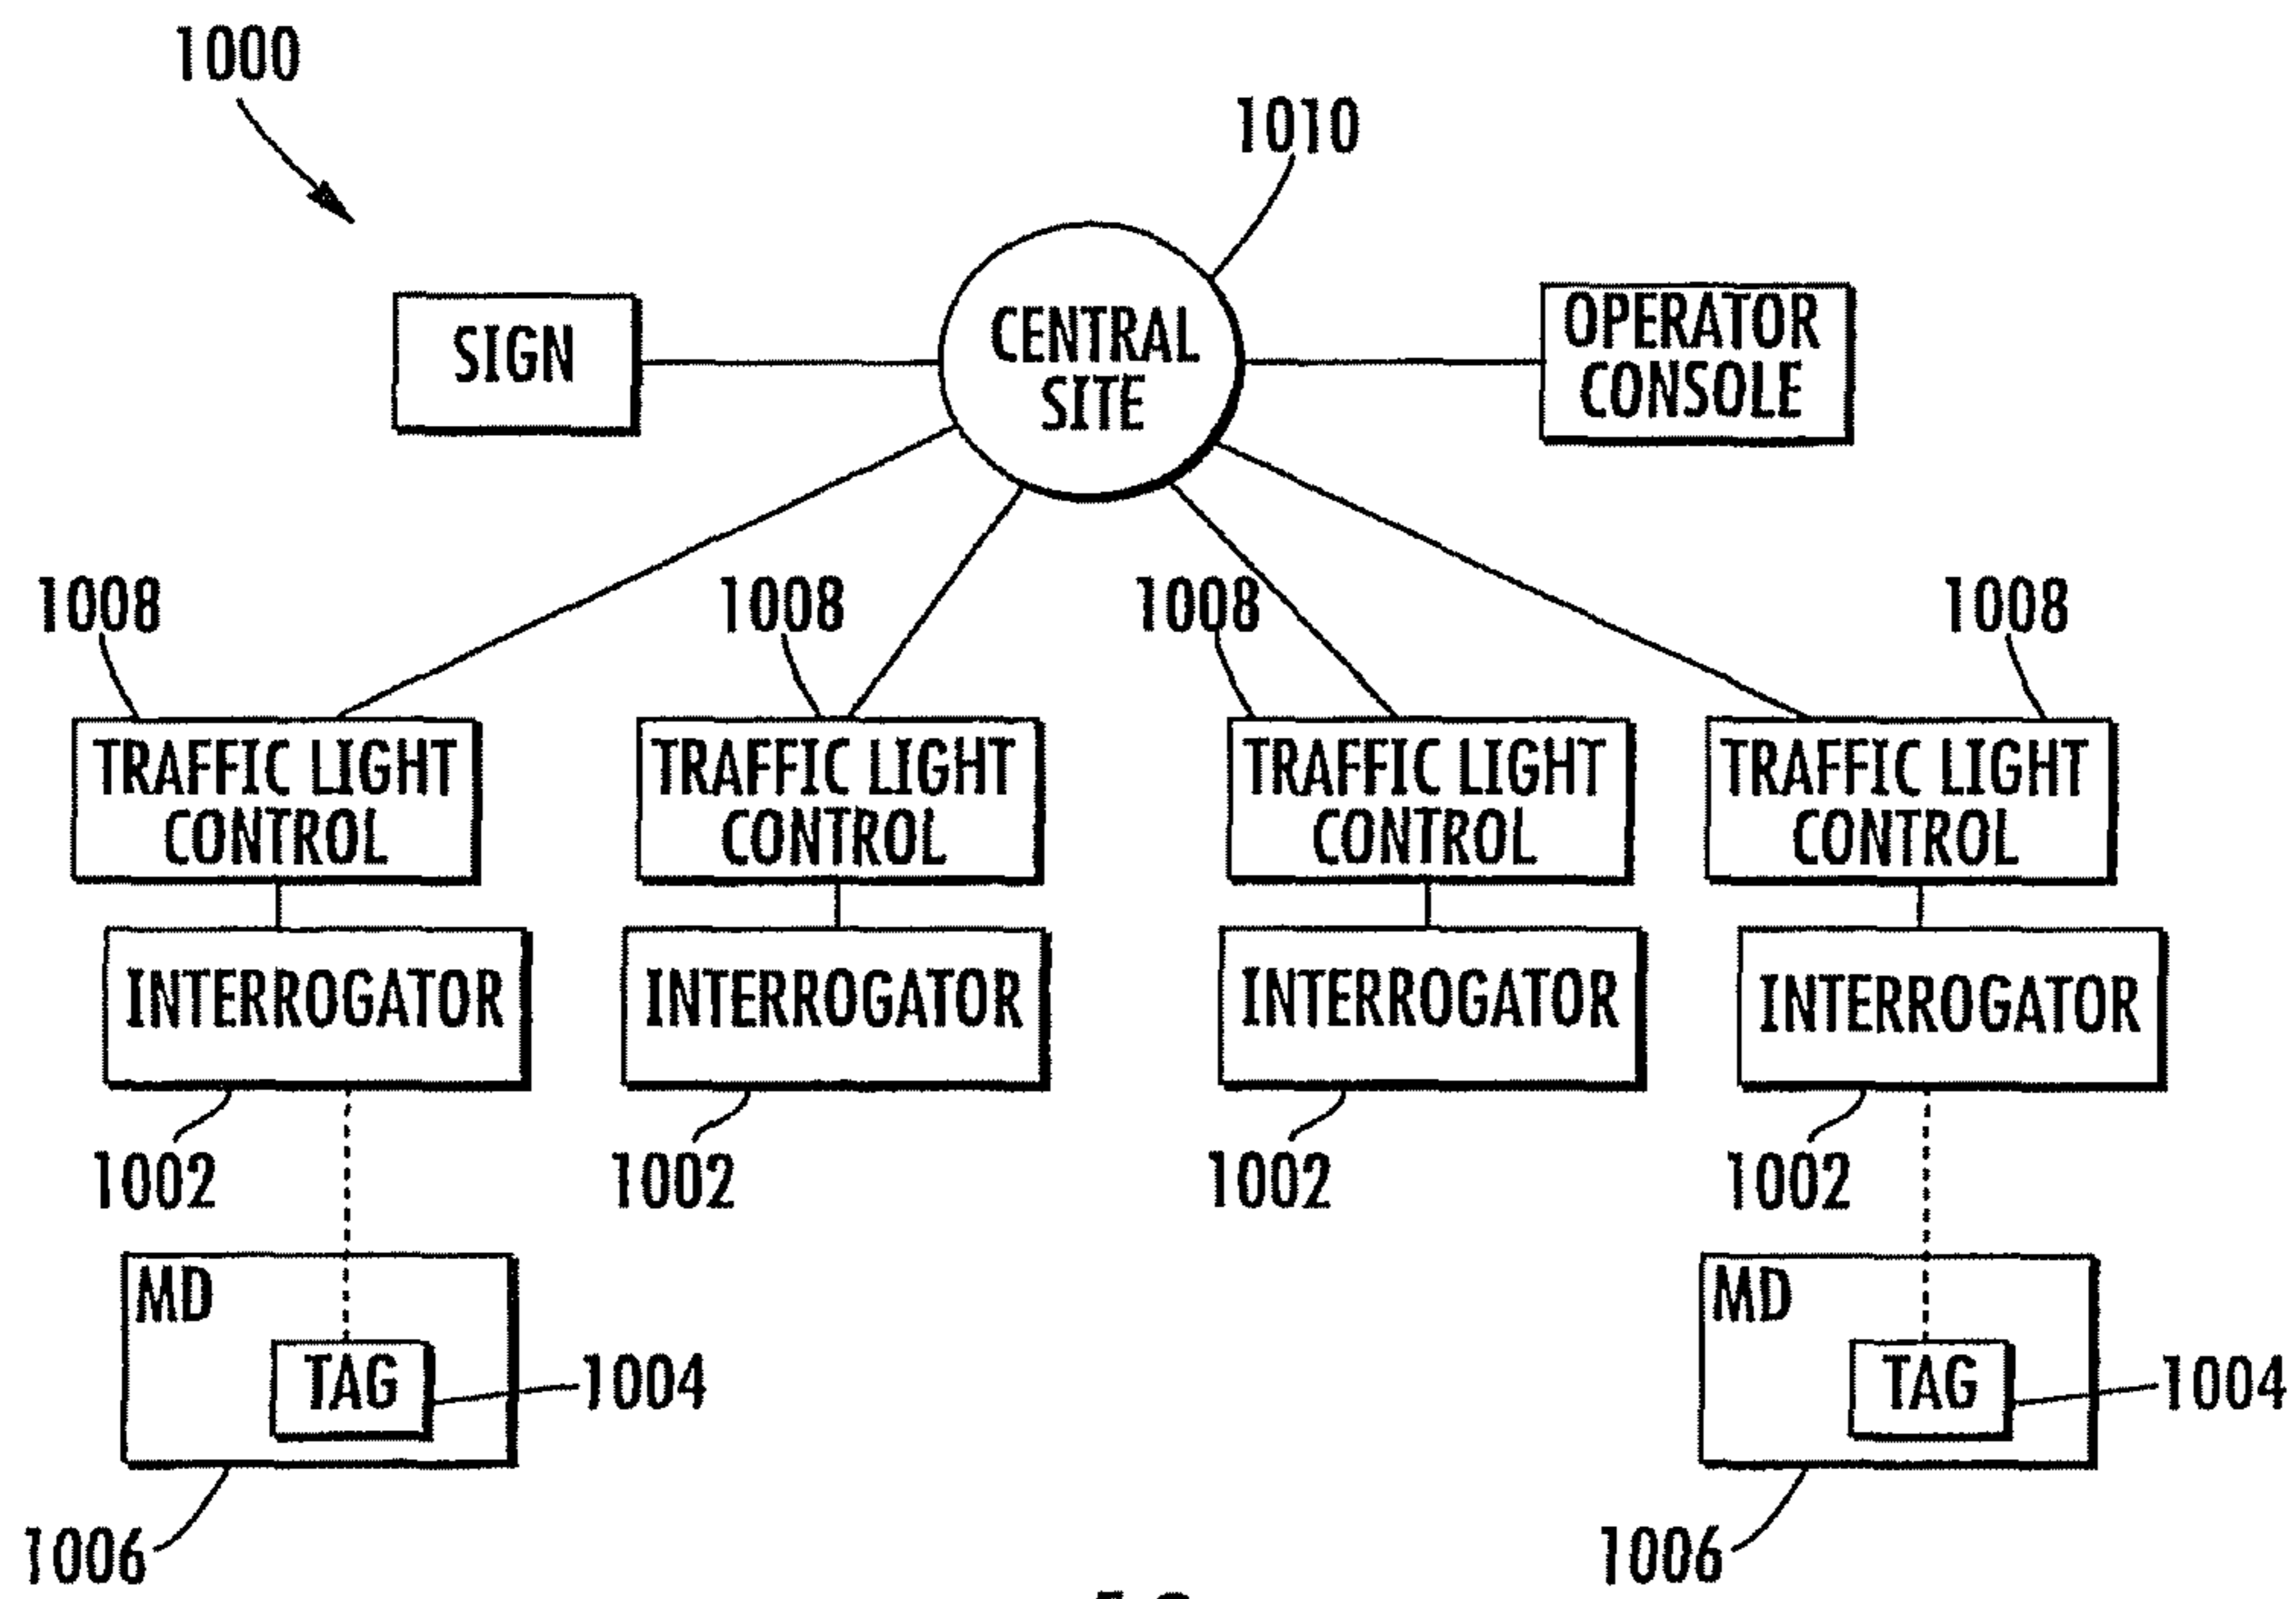 1000
1010
SIGN
CENTRAL
SITE
OPERATOR
CONSOLE
1008
1008
1008
1008
TRAFFIC LIGHT
CONTROL
TRAFFIC LIGHT
CONTROL
TRAFFIC LIGHT
CONTROL
TRAFFIC LIGHT
CONTROL
INTERROGATOR
INTERROGATOR
INTERROGATOR
INTERROGATOR
1002
1002
1002
1002
MD
TAG
1004
MD
TAG
1004
1006
1006